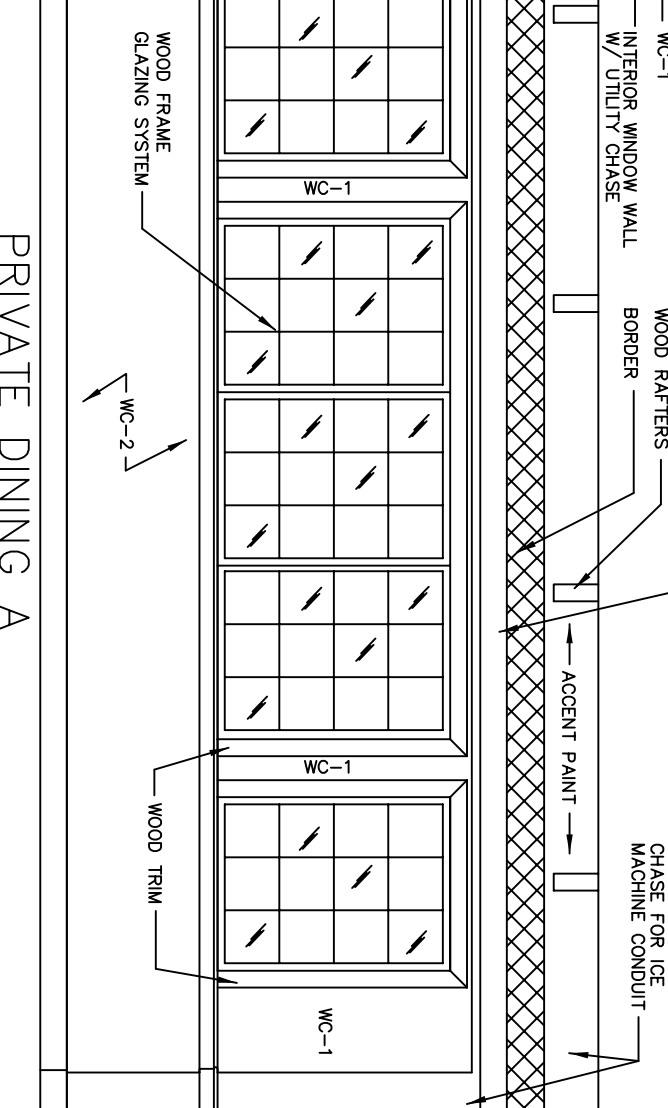 WC-1
INTERIOR WINDOW WALL
W/ UTILITY CHASE
WOOD RAFTERS
BORDER
ACCENT PAINT
CHASE FOR ICE
MACHINE CONDUIT
WC-1
WC-1
WC-1
WOOD FRAME
GLAZING SYSTEM
WC-2
WOOD TRIM
PRIVATE DINING A